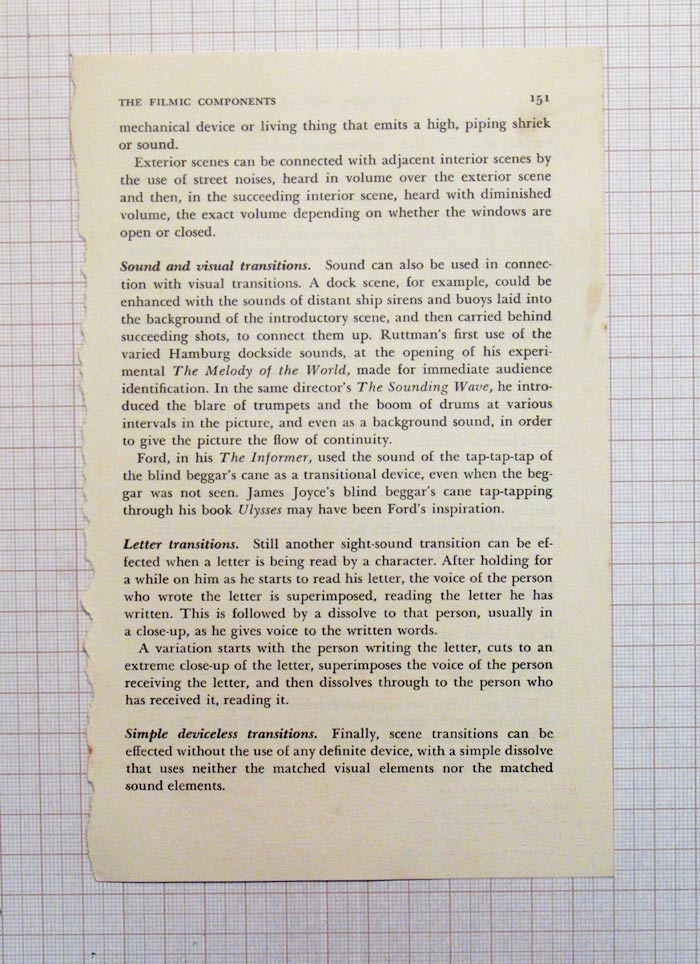 THE FILMIC COMPONENTS 151
mechanical device or living thing that emits a high, piping shriek
or sound.
Exterior scenes can be connected with adjacent interior scenes by
the use of street noises, heard in volume over the exterior scene
and then, in the succeeding interior scene, heard with diminished
volume, the exact volume depending on whether the windows are
open or closed.
Sound and visual transitions. Sound can also be used in connec-
tion with visual transitions. A dock scene, for example, could be
enhanced with the sounds of distant ship sirens and buoys laid into
the background of the introductory scene, and then carried behind
succeeding shots, to connect them up. Ruttman's first use of the
varied Hamburg dockside sounds, at the opening of his experi-
mental The Melody of the World, made for immediate audience
identification. In the same director's The Sounding Wave, he intro-
duced the blare of trumpets and the boom of drums at various
intervals in the picture, and even as a background sound, in order
to give the picture the flow of continuity.
Ford, in his The Informer, used the sound of the tap-tap-tap of
the blind beggar's cane as a transitional device, even when the beg-
gar was not seen. James Joyce's blind beggar's cane tap-tapping
through his book Ulysses may have been Ford's inspiration.
Letter transitions. Still another sight-sound transition can be ef-
fected when a letter is being read by a character. After holding for
a while on him as he starts to read his letter, the voice of the person
who wrote the letter is superimposed, reading the letter he has
written. This is followed by a dissolve to that person, usually in
a close-up, as he gives voice to the written words.
A variation starts with the person writing the letter, cuts to an
extreme close-up of the letter, superimposes the voice of the person
receiving the letter, and then dissolves through to the person who
has received it, reading it.
Simple deviceless transitions. Finally, scene transitions can be
effected without the use of any definite device, with a simple dissolve
that uses neither the matched visual elements nor the matched
sound elements.